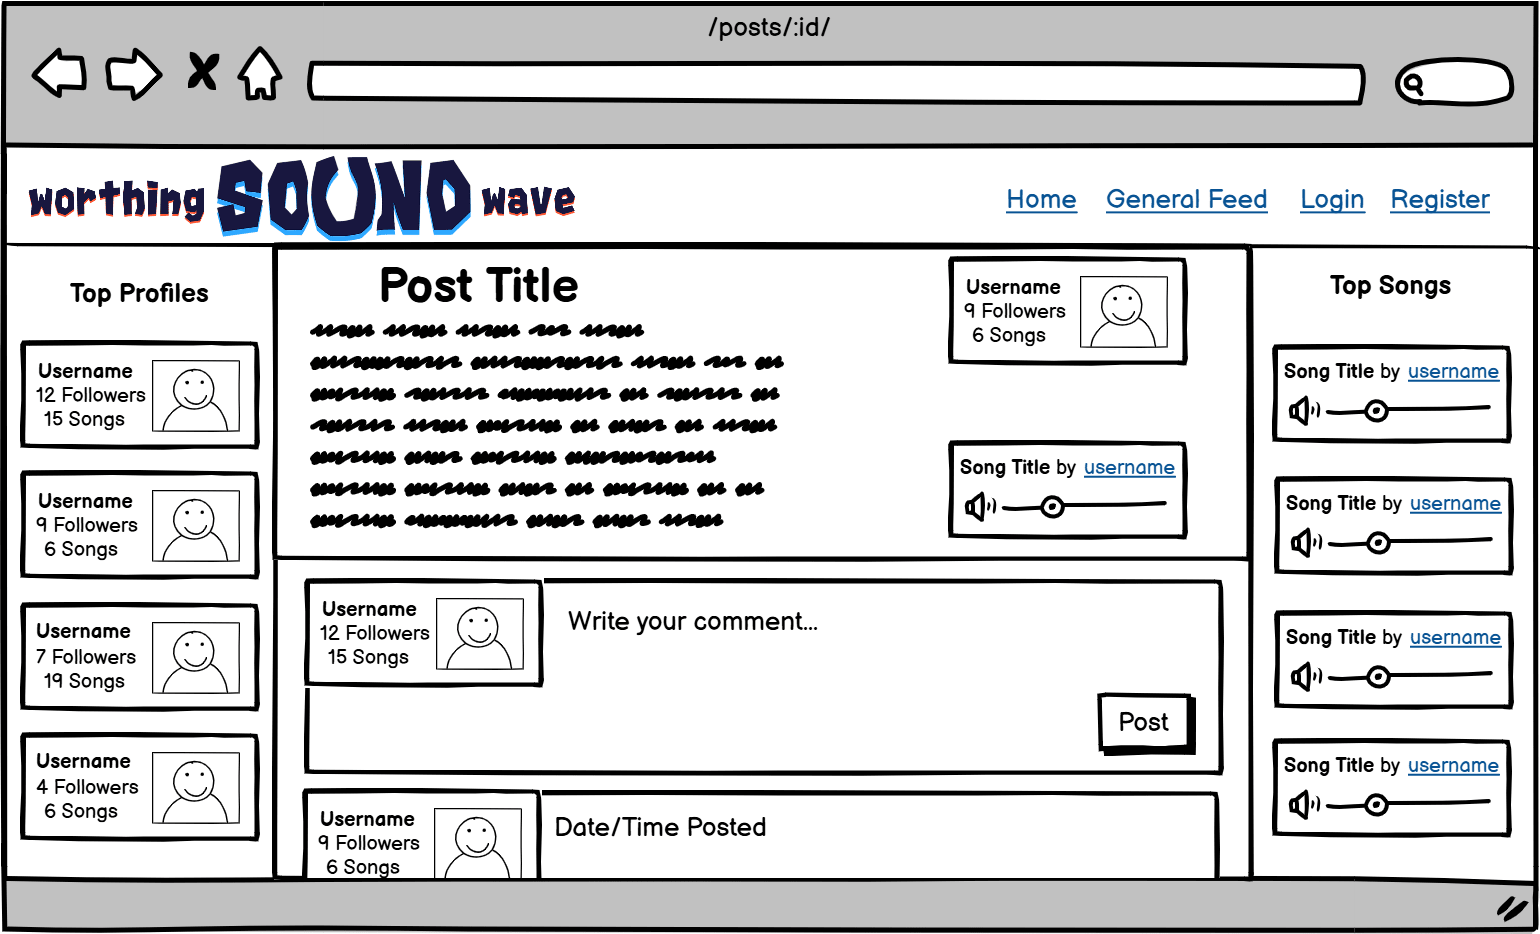 /posts/:id/
worthing SOUND wave
Home General Feed Login Register
Top Profiles
Username
12 Followers
15 Songs
Username
9 Followers
6 Songs
Username
7 Followers
19 Songs
Username
4 Followers
6 Songs
Post Title
Username
9 Followers
6 Songs
Song Title by username
Username
12 Followers
15 Songs
Write your comment...
Post
Username
9 Followers
6 Songs
Date/Time Posted
Top Songs
Song Title by username
Song Title by username
Song Title by username
Song Title by username